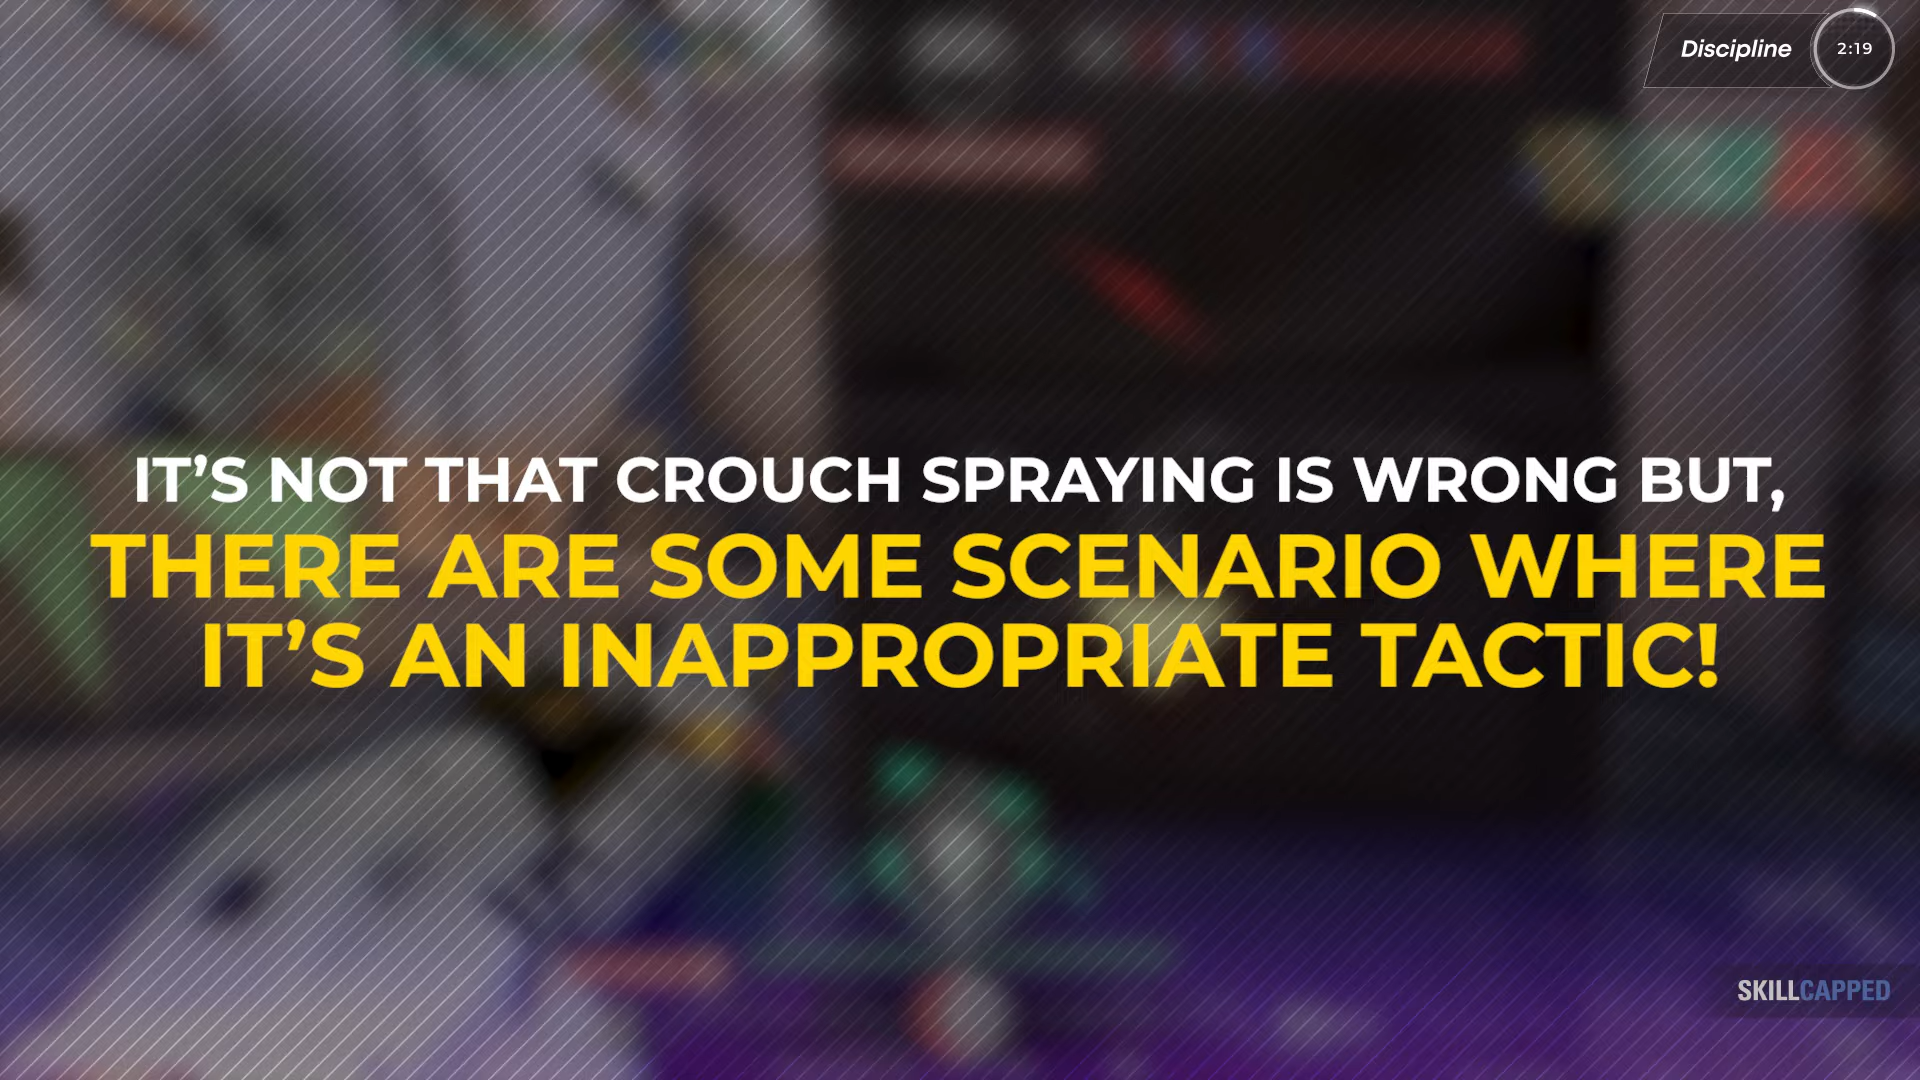 Discipline
2:19
IT’S NOT THAT CROUCH SPRAYING IS WRONG BUT,
THERE ARE SOME SCENARIO WHERE
IT’S AN INAPPROPRIATE TACTIC!
SKILLCAPPED